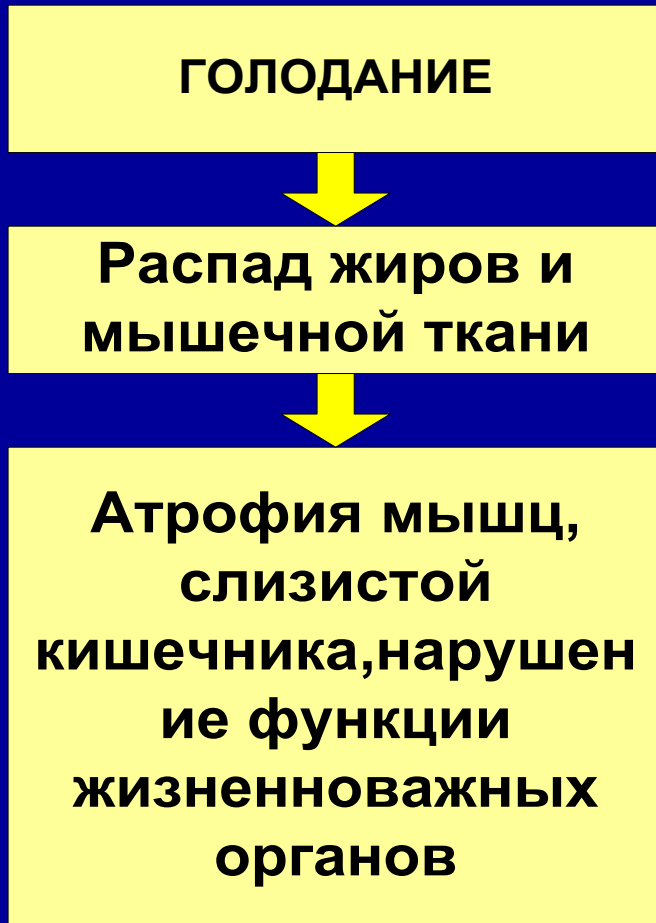 ГОЛОДАНИЕ
Распад жиров и
мышечной ткани
Атрофия мышц,
слизистой
кишечника,нарушен
ие функции
жизненноважных
органов